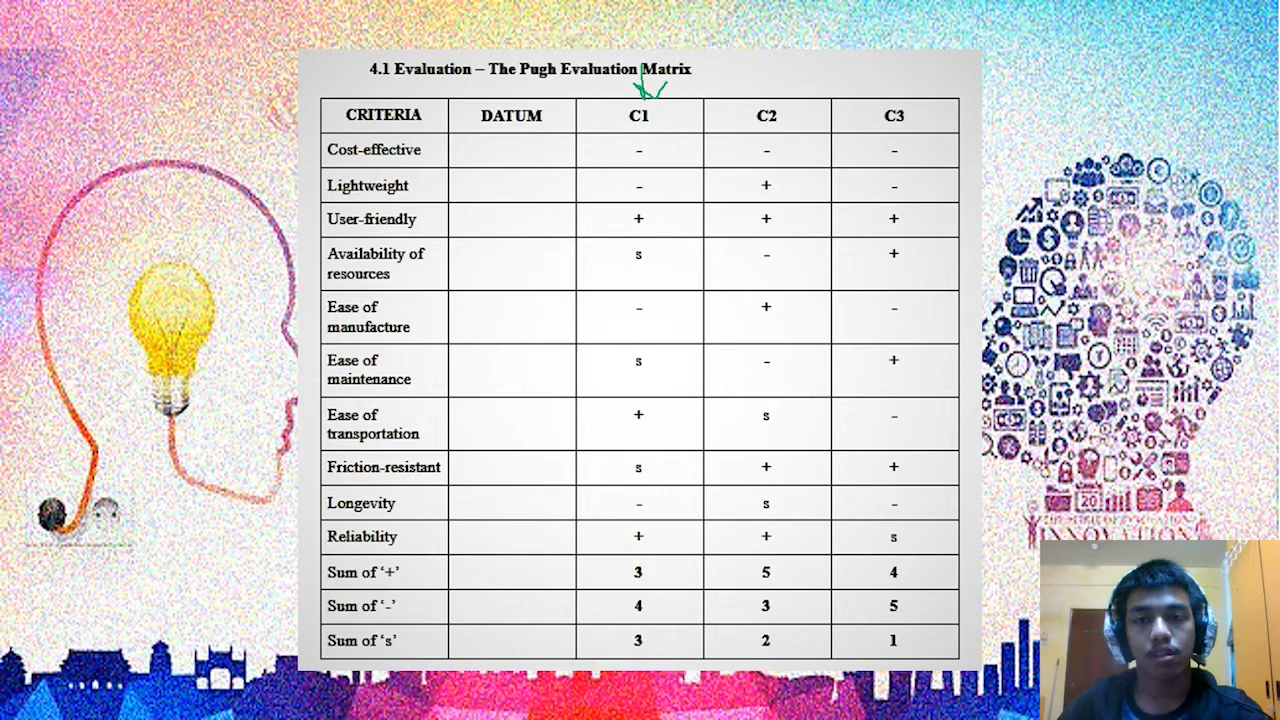 4.1 Evaluation – The Pugh Evaluation Matrix
CRITERIA DATUM C1 C2 C3
Cost-effective - - -
Lightweight - + -
User-friendly + + +
Availability of
resources s - +
Ease of
manufacture - + -
Ease of
maintenance s - +
Ease of
transportation + s -
Friction-resistant s + +
Longevity - s -
Reliability + + s
Sum of ‘+’ 3 5 4
Sum of ‘-’ 4 3 5
Sum of ‘s’ 3 2 1
20
INNOVATION